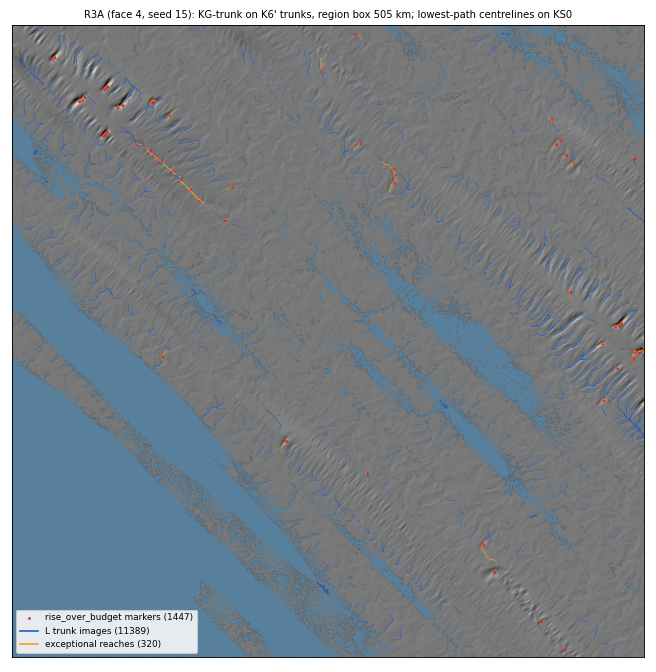 R3A (face 4, seed 15): KG-trunk on K6' trunks, region box 505 km; lowest-path centrelines on KS0
rise_over_budget markers (1447)
L trunk images (11389)
exceptional reaches (320)